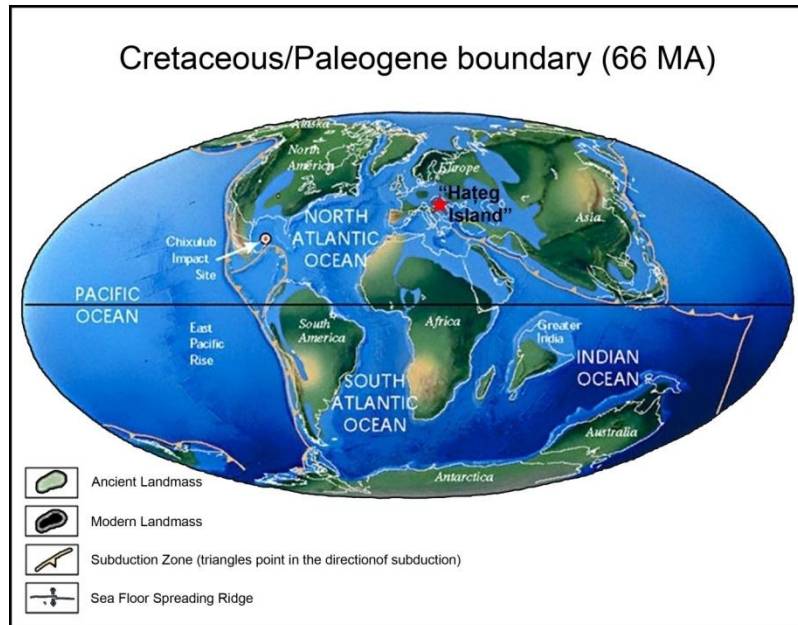 Cretaceous/Paleogene boundary (66 MA)
Alaska
North
America
Europe
"Hateg
Island"
Asia
NORTH
ATLANTIC
OCEAN
Chixulub
Impact
Site
PACIFIC
OCEAN
East
Pacific
Rise
South
America
Africa
Greater
India
INDIAN
OCEAN
SOUTH
ATLANTIC
OCEAN
Australia
Antarctica
Ancient Landmass
Modern Landmass
Subduction Zone (triangles point in the directionof subduction)
Sea Floor Spreading Ridge